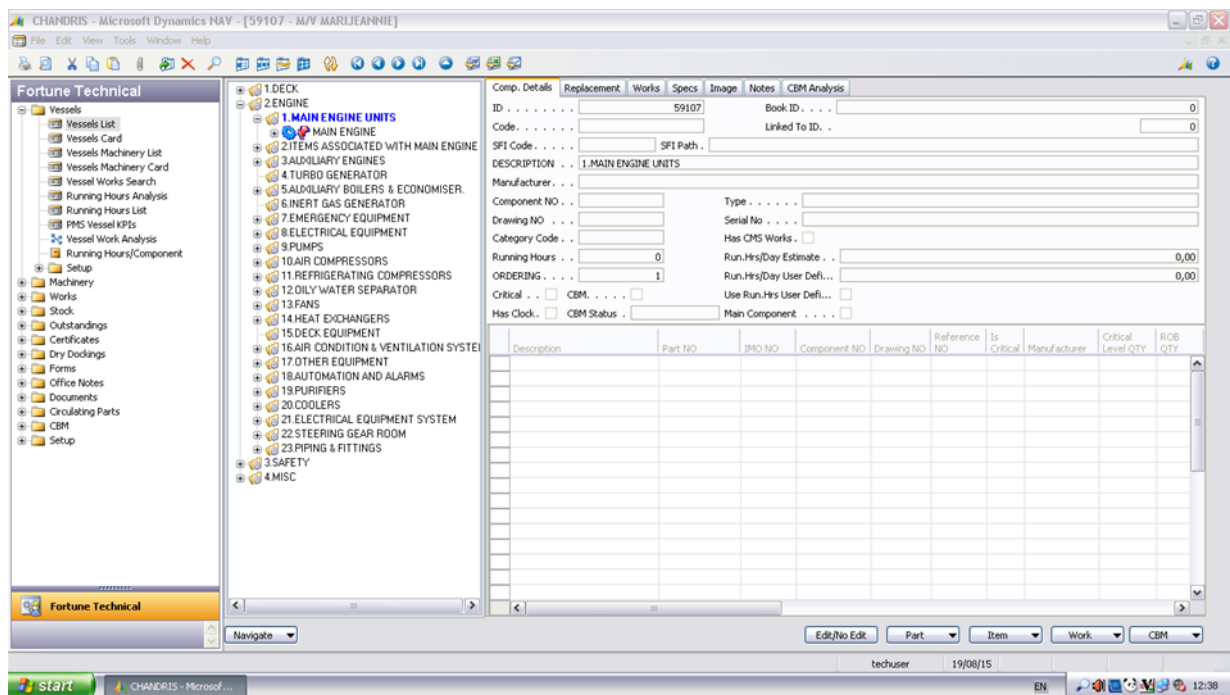 CHANDRIS - Microsoft Dynamics NAV - [59107 - M/V MARIJEANNIE]
File Edit View Tools Window Help
Fortune Technical
Vessels
Vessels List
Vessels Card
Vessels Machinery List
Vessels Machinery Card
Vessel Works Search
Running Hours Analysis
Running Hours List
PMS Vessel KPIs
Vessel Work Analysis
Running Hours/Component
Setup
Machinery
Works
Stock
Outstandings
Certificates
Dry Dockings
Forms
Office Notes
Documents
Circulating Parts
CBM
Setup
Fortune Technical
1.DECK
2.ENGINE
1.MAIN ENGINE UNITS
MAIN ENGINE
2.ITEMS ASSOCIATED WITH MAIN ENGINE
3.AUXILIARY ENGINES
4.TURBO GENERATOR
5.AUXILIARY BOILERS & ECONOMISER.
6.INERT GAS GENERATOR
7.EMERGENCY EQUIPMENT
8.ELECTRICAL EQUIPMENT
9.PUMPS
10.AIR COMPRESSORS
11.REFRIGERATING COMPRESSORS
12.OILY WATER SEPARATOR
13.FANS
14.HEAT EXCHANGERS
15.DECK EQUIPMENT
16.AIR CONDITION & VENTILATION SYSTEI
17.OTHER EQUIPMENT
18.AUTOMATION AND ALARMS
19.PURIFIERS
20.COOLERS
21.ELECTRICAL EQUIPMENT SYSTEM
22.STEERING GEAR ROOM
23.PIPING & FITTINGS
3.SAFETY
4.MISC
Comp. Details Replacement Works Specs Image Notes CBM Analysis
ID . . . . . . . . 59107 Book ID. . . . 0
Code. . . . . . . Linked To ID. . 0
SFI Code . . . . . SFI Path .
DESCRIPTION . . 1.MAIN ENGINE UNITS
Manufacturer. . .
Component NO . . Type . . . . . .
Drawing NO . . . Serial No . . . .
Category Code . . Has CMS Works .
Running Hours . . 0 Run.Hrs/Day Estimate . . 0,00
ORDERING. . . . 1 Run.Hrs/Day User Defi... 0,00
Critical . . CBM. . . . . Use Run.Hrs User Defi...
Has Clock. CBM Status . Main Component . . . .
Description Part NO IMO NO Component NO Drawing NO Reference NO Is Critical Manufacturer Critical Level QTY ROB QTY
Navigate Edit/No Edit Part Item Work CBM
techuser 19/08/15
start CHANDRIS - Microsof... EN 12:38